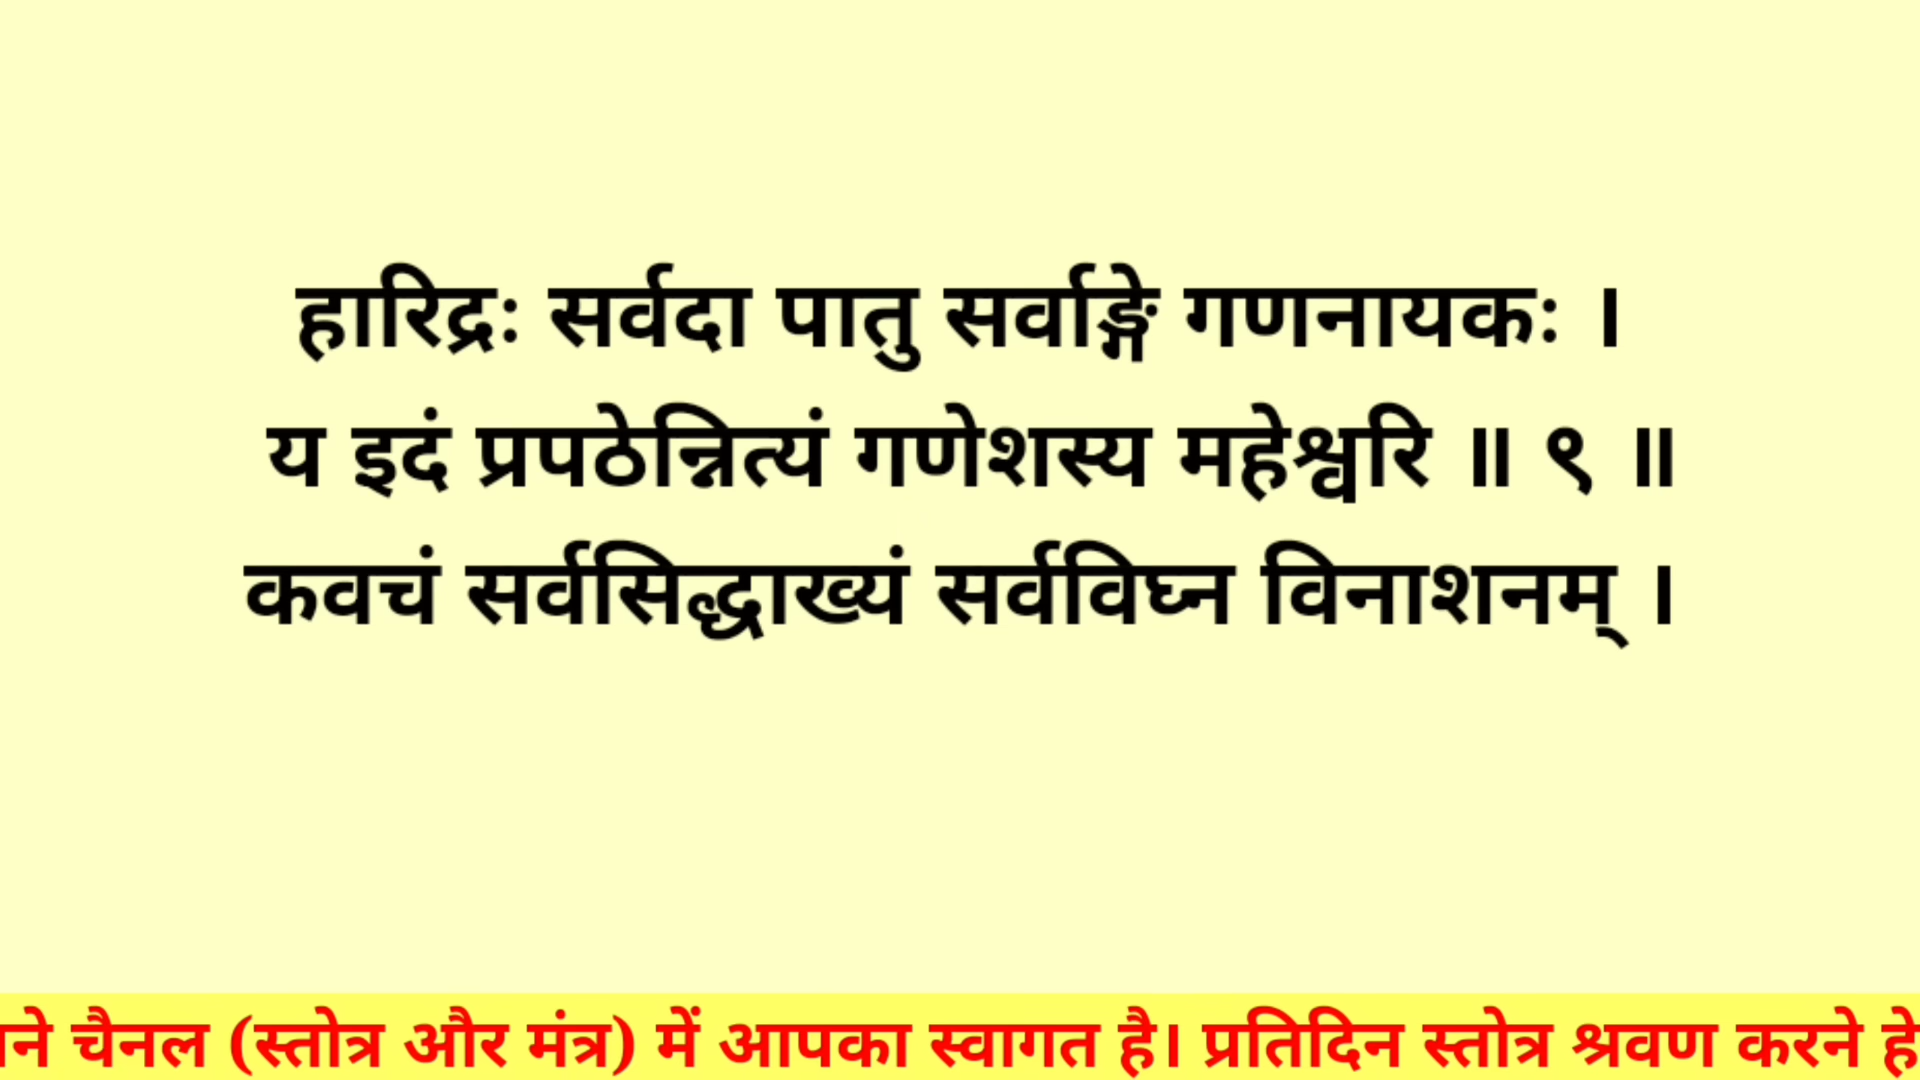 हारिद्रः सर्वदा पातु सर्वाङ्गे गणनायकः ।
य इदं प्रपठेन्नित्यं गणेशस्य महेश्वरि ॥ ९ ॥
कवचं सर्वसिद्धाख्यं सर्वविघ्न विनाशनम् ।
चैनल (स्तोत्र और मंत्र) में आपका स्वागत है। प्रतिदिन स्तोत्र श्रवण करने